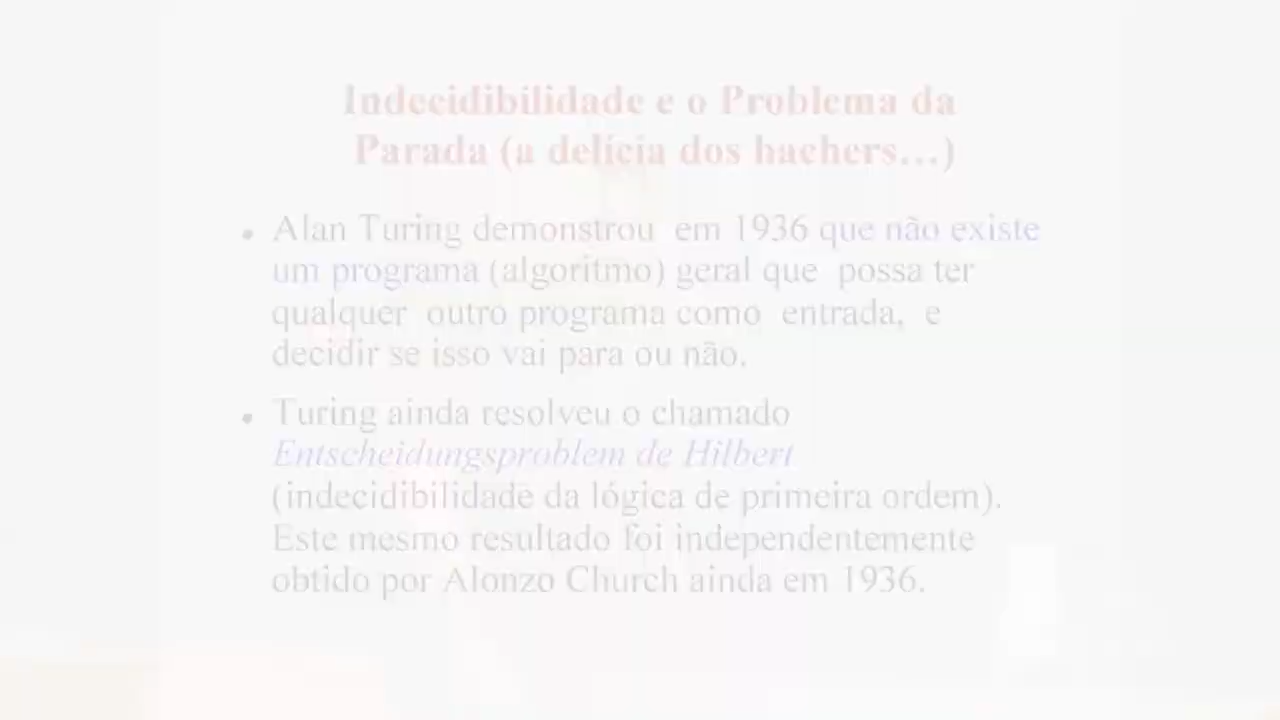 Indecidibilidade e o Problema da
Parada (a delícia dos hachers...)
• Alan Turing demonstrou em 1936 que não existe
um programa (algoritmo) geral que possa ter
qualquer outro programa como entrada, e
decidir se isso vai para ou não.
• Turing ainda resolveu o chamado
Entscheidungsproblem de Hilbert
(indecidibilidade da lógica de primeira ordem).
Este mesmo resultado foi independentemente
obtido por Alonzo Church ainda em 1936.